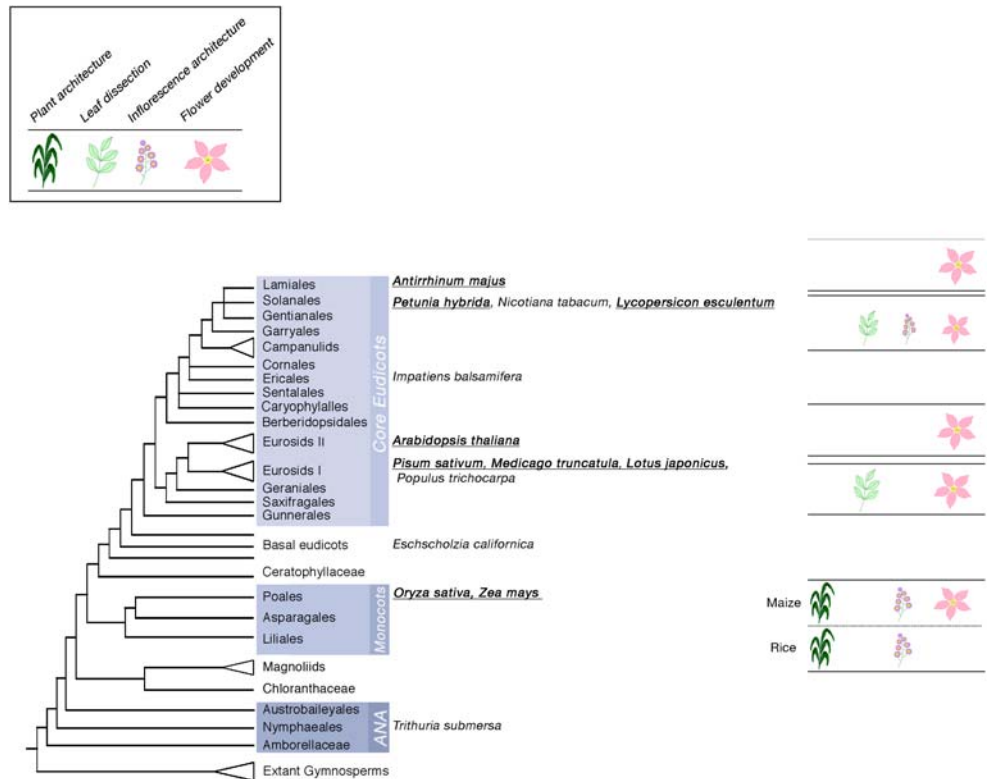 Plant architecture
Leaf dissection
Inflorescence architecture
Flower development
Lamiales Antirrhinum majus
Solanales Petunia hybrida, Nicotiana tabacum, Lycopersicon esculentum
Gentianales
Garryales
Campanulids
Cornales
Ericales Impatiens balsamifera
Sentalales
Caryophylalles
Berberidopsidales
Eurosids II Arabidopsis thaliana
Eurosids I Pisum sativum, Medicago truncatula, Lotus japonicus,
Populus trichocarpa
Geraniales
Saxifragales
Gunnerales
Core Eudicots
Basal eudicots Eschscholzia californica
Ceratophyllaceae
Poales Oryza sativa, Zea mays Maize
Asparagales
Liliales Rice
Monocots
Magnoliids
Chloranthaceae
Austrobaileyales
Nymphaeales Trithuria submersa
Amborellaceae
ANA
Extant Gymnosperms